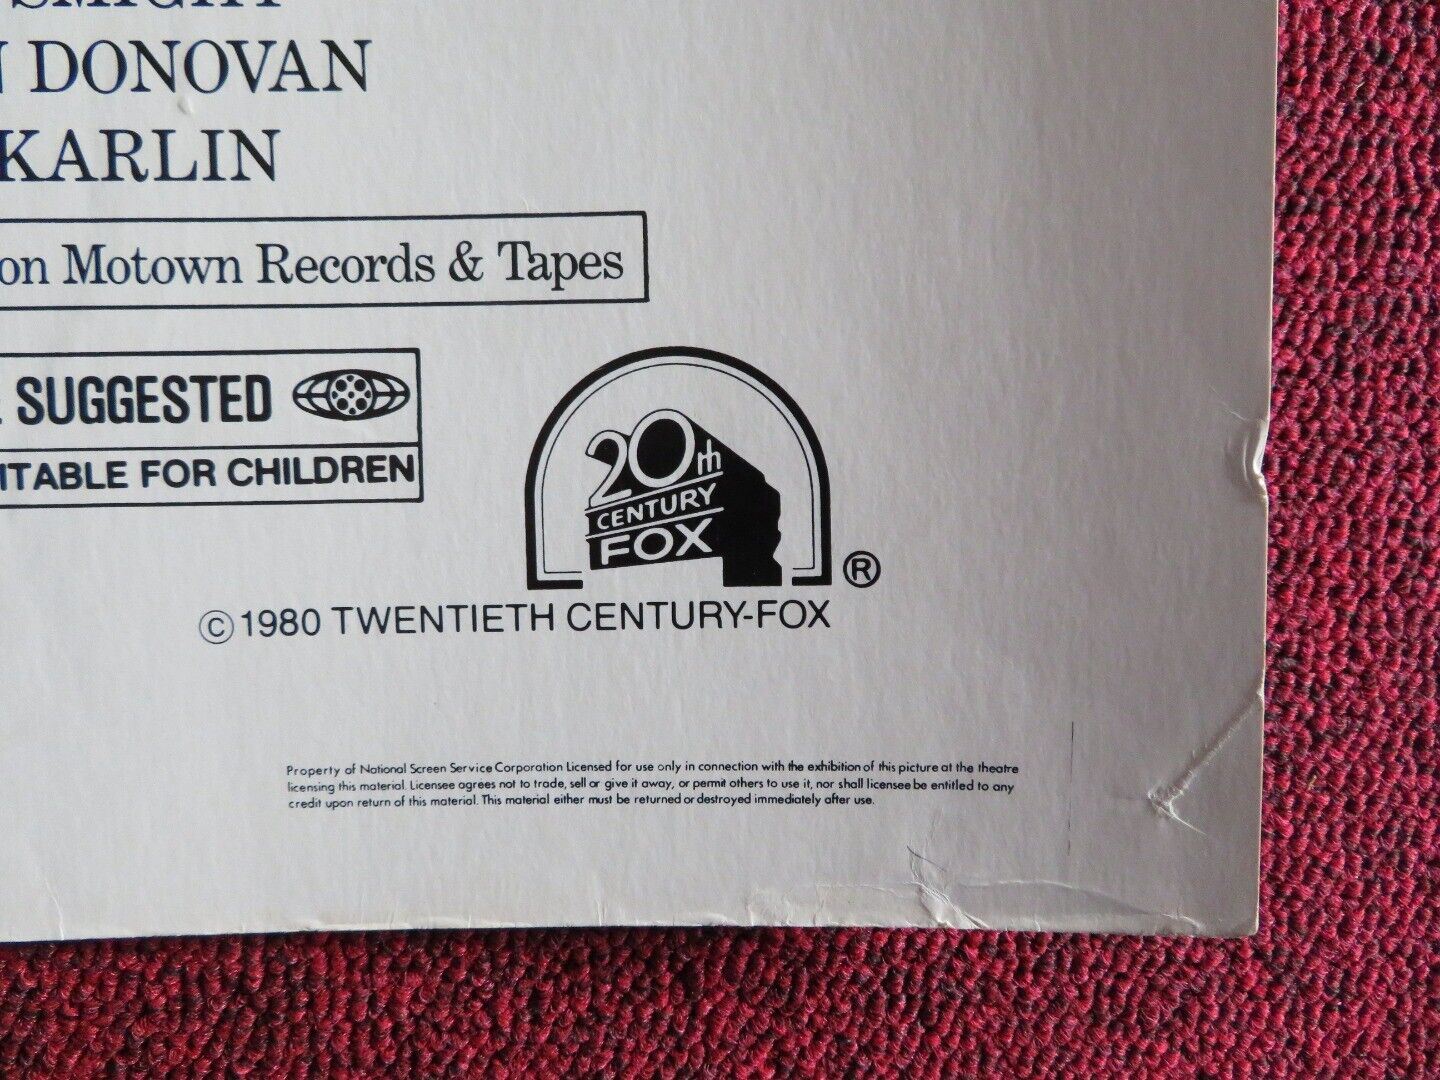 SMIGHT
N DONOVAN
KARLIN
on Motown Records & Tapes
SUGGESTED
ITABLE FOR CHILDREN
20th
CENTURY
FOX
®
© 1980 TWENTIETH CENTURY-FOX
Property of National Screen Service Corporation Licensed for use only in connection with the exhibition of this picture at the theatre
licensing this material. Licensee agrees not to trade, sell or give it away, or permit others to use it, nor shall licensee be entitled to any
credit upon return of this material. This material either must be returned or destroyed immediately after use.